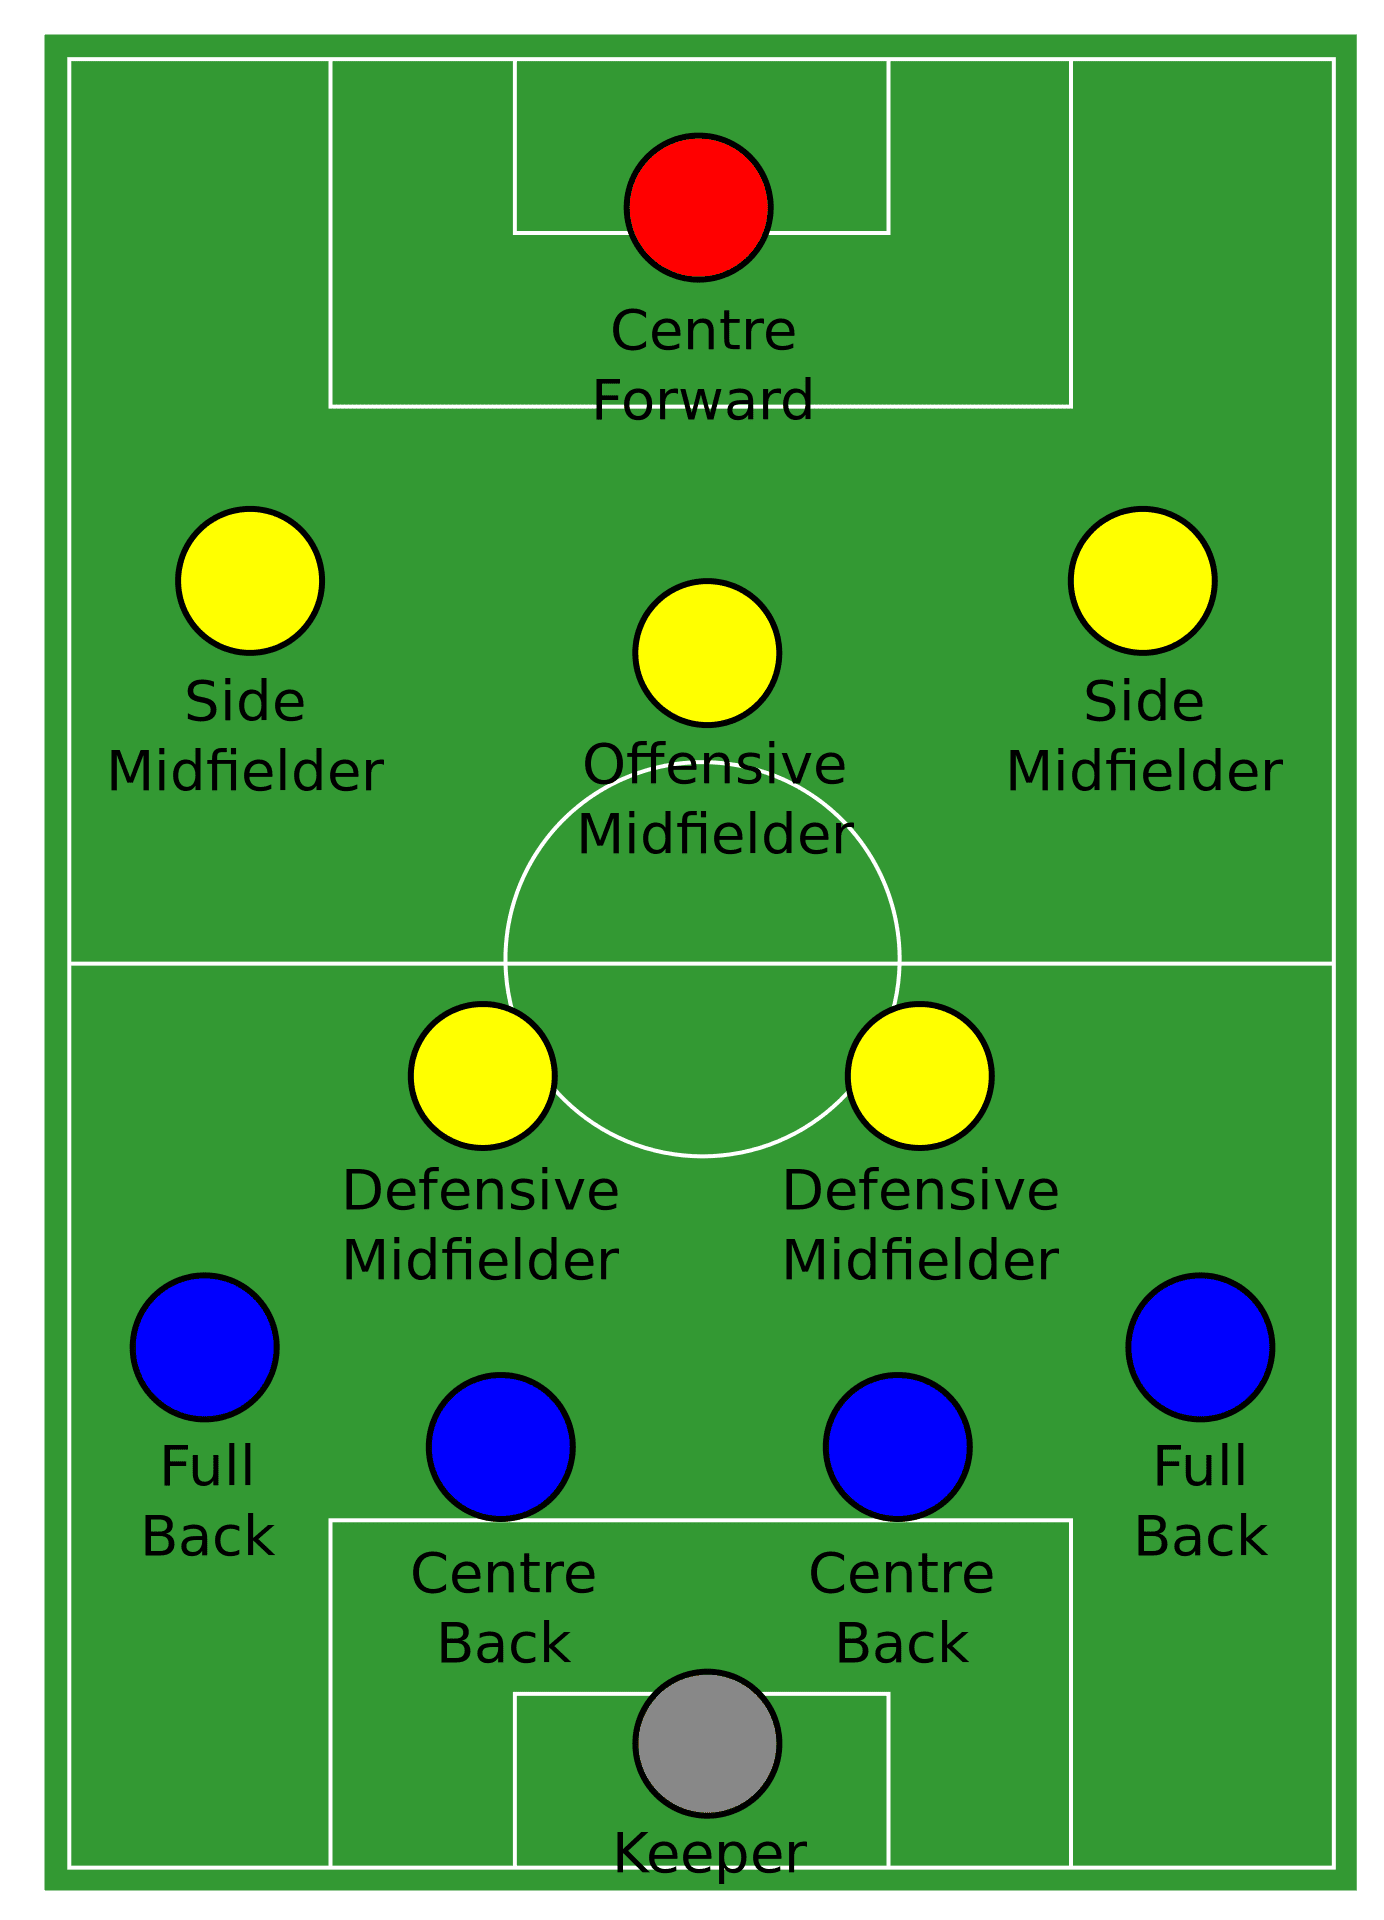 Centre
Forward
Side
Midfielder
Offensive
Midfielder
Side
Midfielder
Defensive
Midfielder
Defensive
Midfielder
Full
Back
Centre
Back
Centre
Back
Full
Back
Keeper